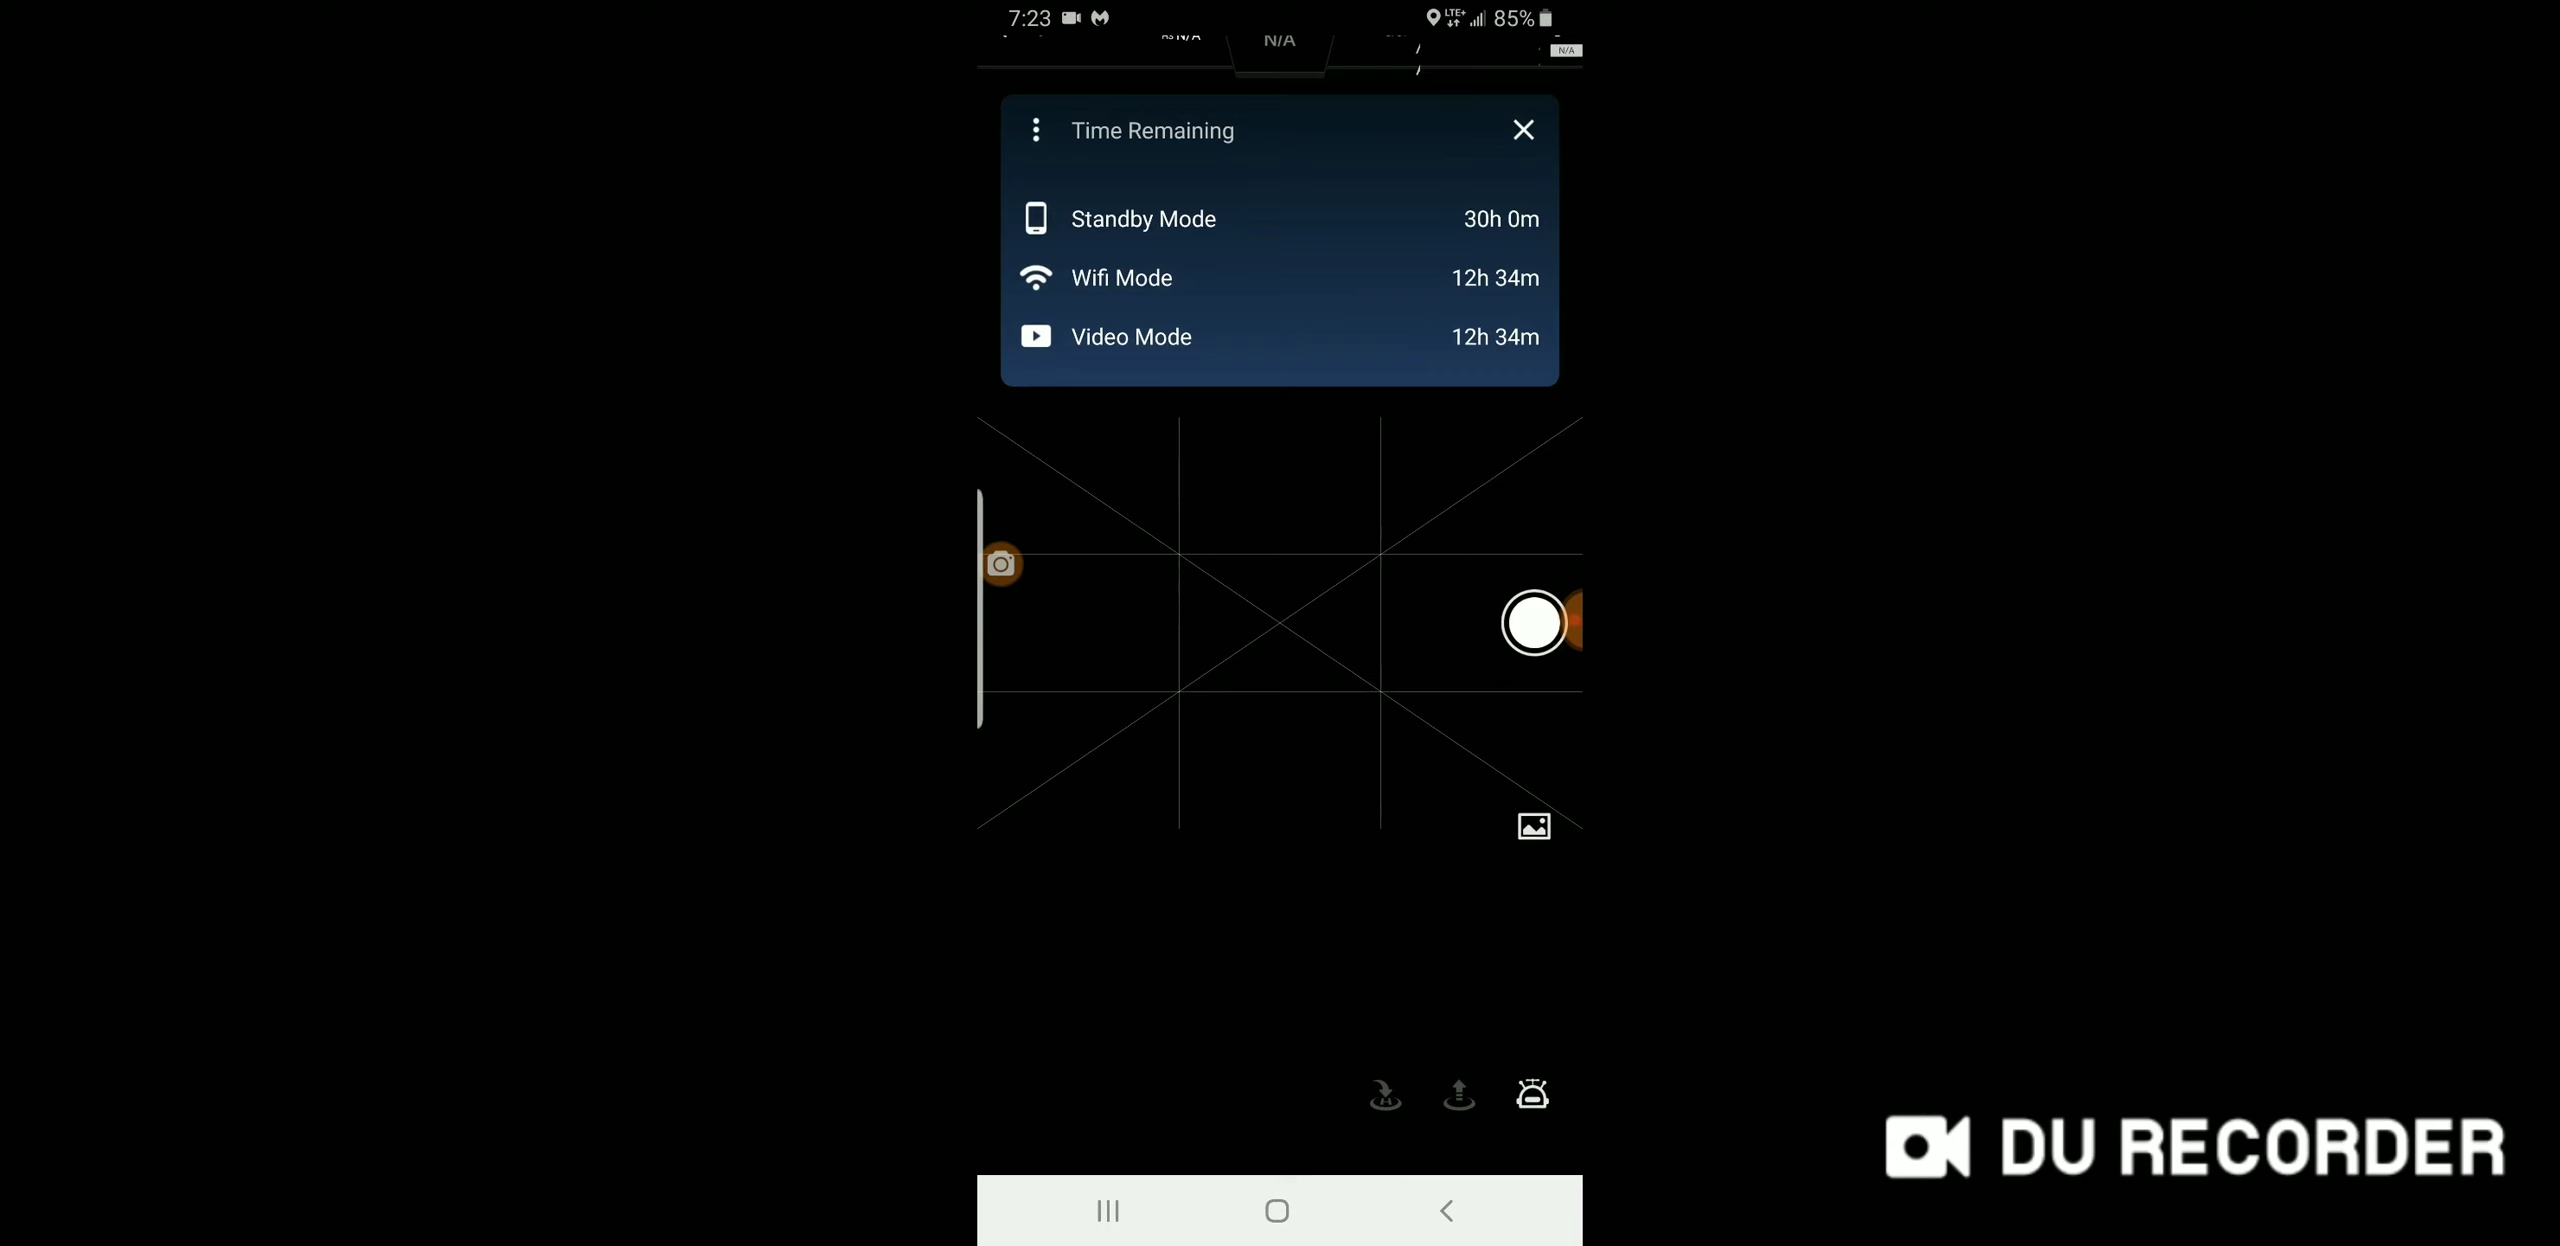 7:23
LTE+ 85%
N/A
N/A
N/A
Time Remaining
Standby Mode 30h 0m
Wifi Mode 12h 34m
Video Mode 12h 34m
DU RECORDER